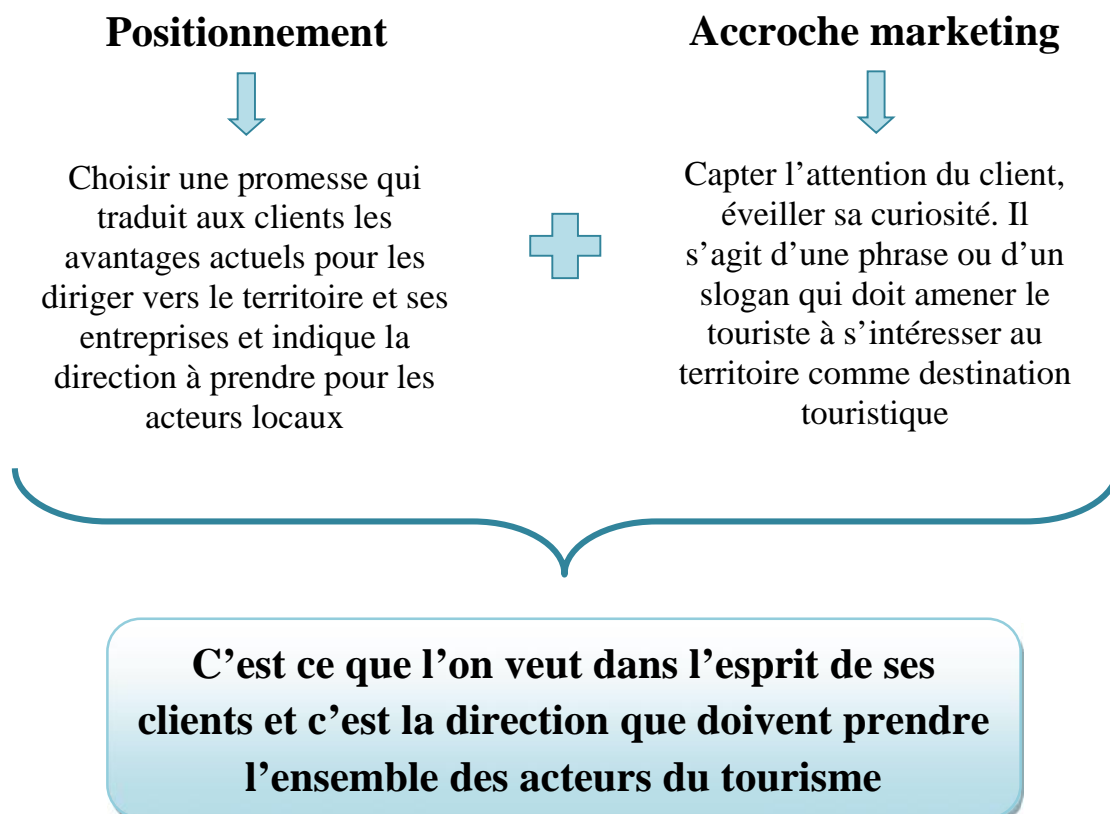 Positionnement
Choisir une promesse qui
traduit aux clients les
avantages actuels pour les
diriger vers le territoire et ses
entreprises et indique la
direction à prendre pour les
acteurs locaux
Accroche marketing
Capter l’attention du client,
éveiller sa curiosité. Il
s’agit d’une phrase ou d’un
slogan qui doit amener le
touriste à s’intéresser au
territoire comme destination
touristique
C’est ce que l’on veut dans l’esprit de ses
clients et c’est la direction que doivent prendre
l’ensemble des acteurs du tourisme